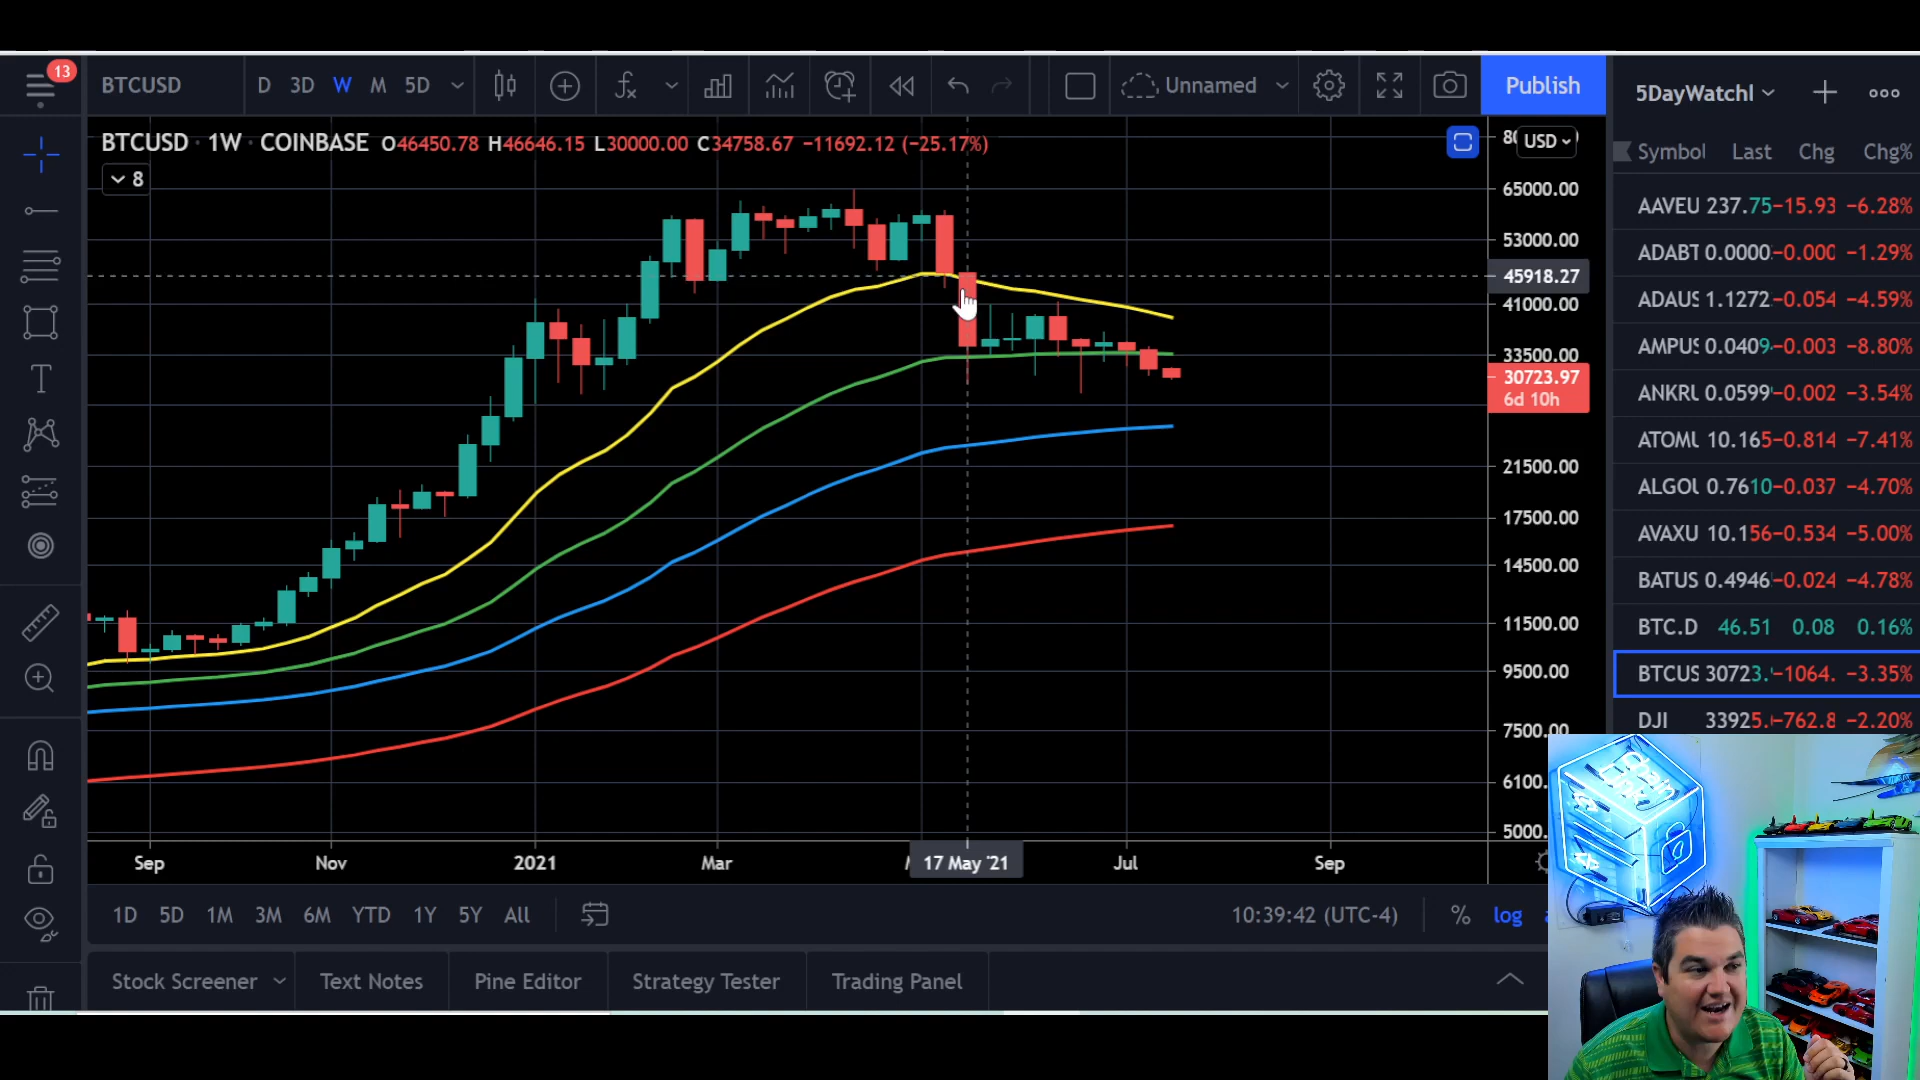 13
BTCUSD D 3D W M 5D Unnamed Publish
5DayWatchl
BTCUSD · 1W · COINBASE O46450.78 H46646.15 L30000.00 C34758.67 −11692.12 (−25.17%)
8
USD
Symbol Last Chg Chg%
65000.00
53000.00
45918.27
41000.00
33500.00
30723.97
6d 10h
21500.00
17500.00
14500.00
11500.00
9500.00
7500.00
6100.
5000.
AAVEU 237.75 −15.93 −6.28%
ADABT 0.0000 −0.000 −1.29%
ADAUS 1.1272 −0.054 −4.59%
AMPUS 0.0409 −0.003 −8.80%
ANKRU 0.0599 −0.002 −3.54%
ATOMU 10.165 −0.814 −7.41%
ALGOU 0.7610 −0.037 −4.70%
AVAXU 10.156 −0.534 −5.00%
BATUS 0.4946 −0.024 −4.78%
BTC.D 46.51 0.08 0.16%
BTCUS 30723. −1064. −3.35%
DJI 33925. −762.8 −2.20%
Sep Nov 2021 Mar 17 May '21 Jul Sep
1D 5D 1M 3M 6M YTD 1Y 5Y All 10:39:42 (UTC-4) % log
Stock Screener Text Notes Pine Editor Strategy Tester Trading Panel